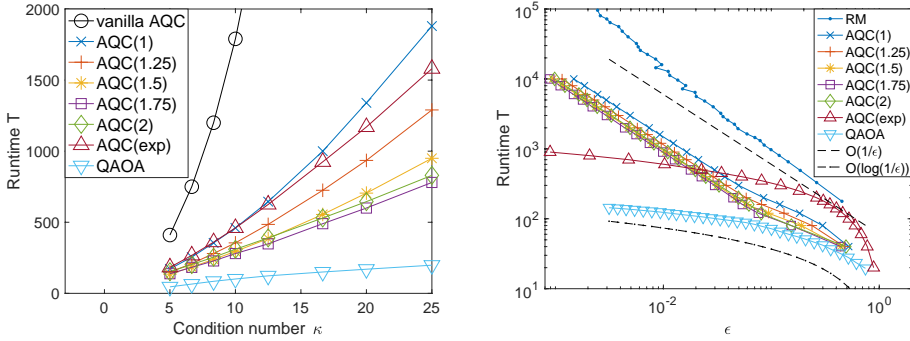 2000
1500
1000
500
0
Runtime T
0
5
10
15
20
25
Condition number κ
vanilla AQC
AQC(1)
AQC(1.25)
AQC(1.5)
AQC(1.75)
AQC(2)
AQC(exp)
QAOA
10^5
10^4
10^3
10^2
10^1
Runtime T
10^-2
10^0
ϵ
RM
AQC(1)
AQC(1.25)
AQC(1.5)
AQC(1.75)
AQC(2)
AQC(exp)
QAOA
O(1/ϵ)
O(log(1/ϵ))